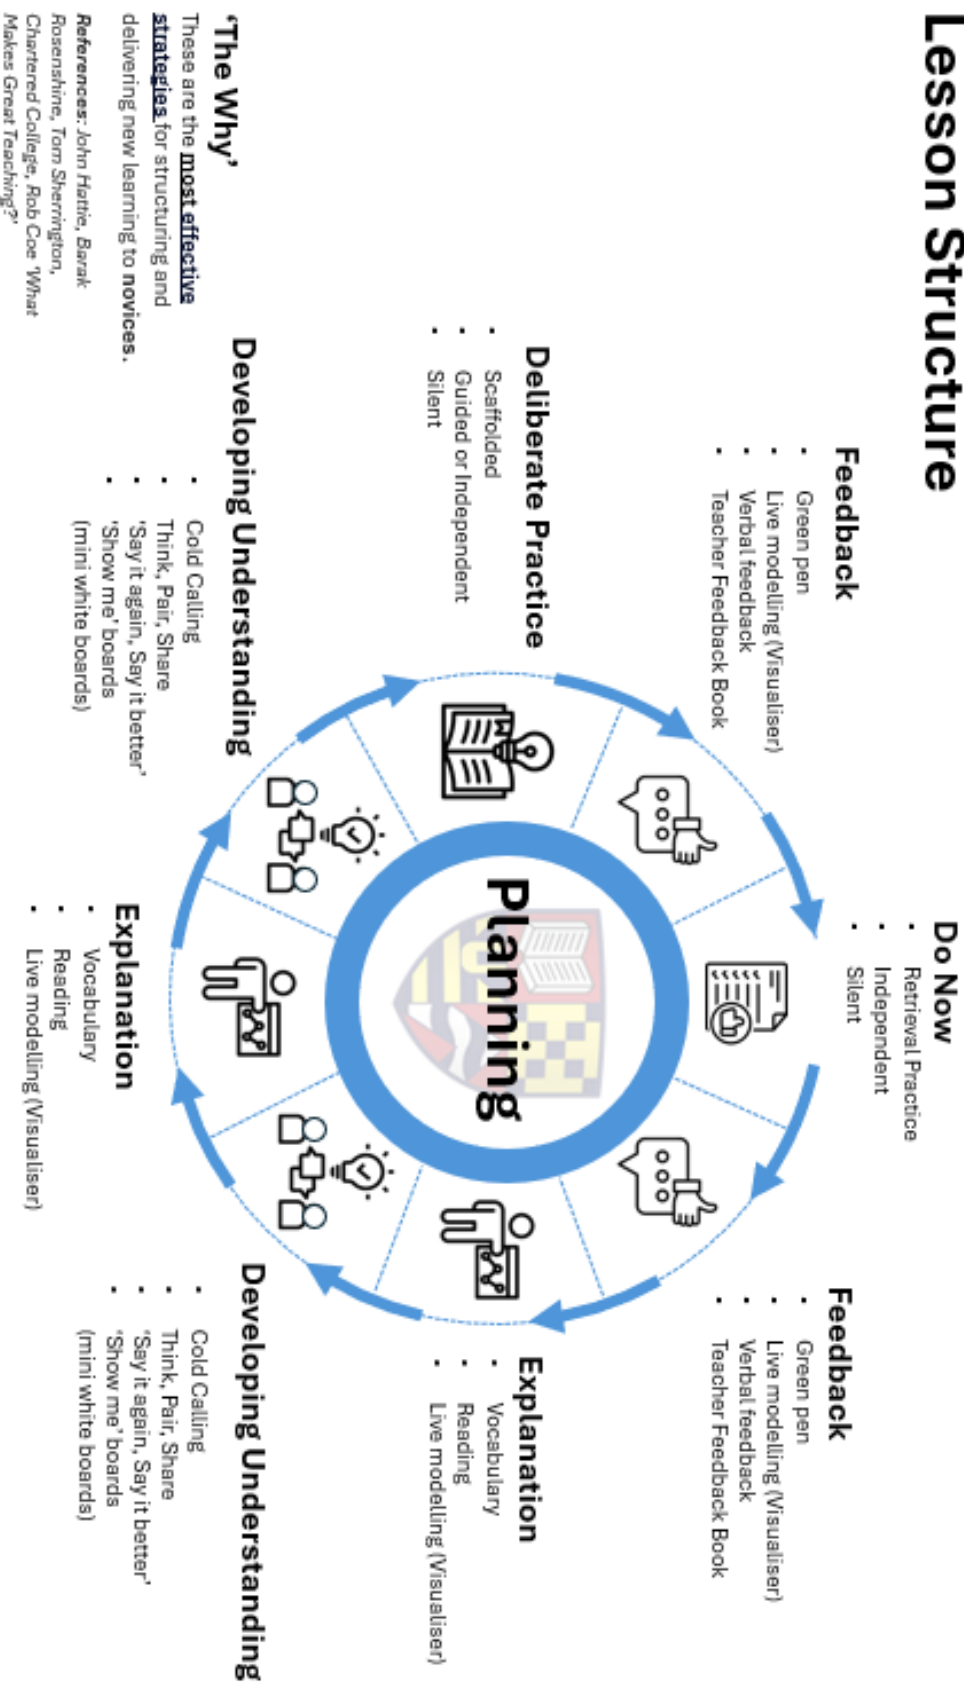 Lesson Structure
Do Now
• Retrieval Practice
• Independent
• Silent
Feedback
• Green pen
• Live modelling (Visualiser)
• Verbal feedback
• Teacher Feedback Book
Explanation
• Vocabulary
• Reading
• Live modelling (Visualiser)
Developing Understanding
• Cold Calling
• Think, Pair, Share
• 'Say it again, Say it better'
• 'Show me' boards
(mini white boards)
Explanation
• Vocabulary
• Reading
• Live modelling (Visualiser)
Developing Understanding
• Cold Calling
• Think, Pair, Share
• 'Say it again, Say it better'
• 'Show me' boards
(mini white boards)
Deliberate Practice
• Scaffolded
• Guided or Independent
• Silent
Feedback
• Green pen
• Live modelling (Visualiser)
• Verbal feedback
• Teacher Feedback Book
Planning
'The Why'
These are the most effective
strategies for structuring and
delivering new learning to novices.
References: John Hattie, Barak
Rosenshine, Tom Sherrington,
Chartered College, Rob Coe 'What
Makes Great Teaching?'